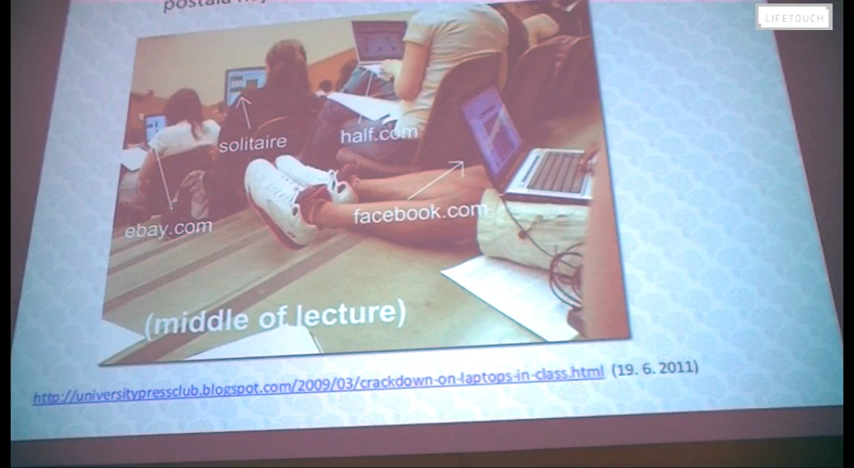 postala
LIFETOUCH
solitaire
half.com
facebook.com
ebay.com
(middle of lecture)
http://universitypressclub.blogspot.com/2009/03/crackdown-on-laptops-in-class.html (19. 6. 2011)